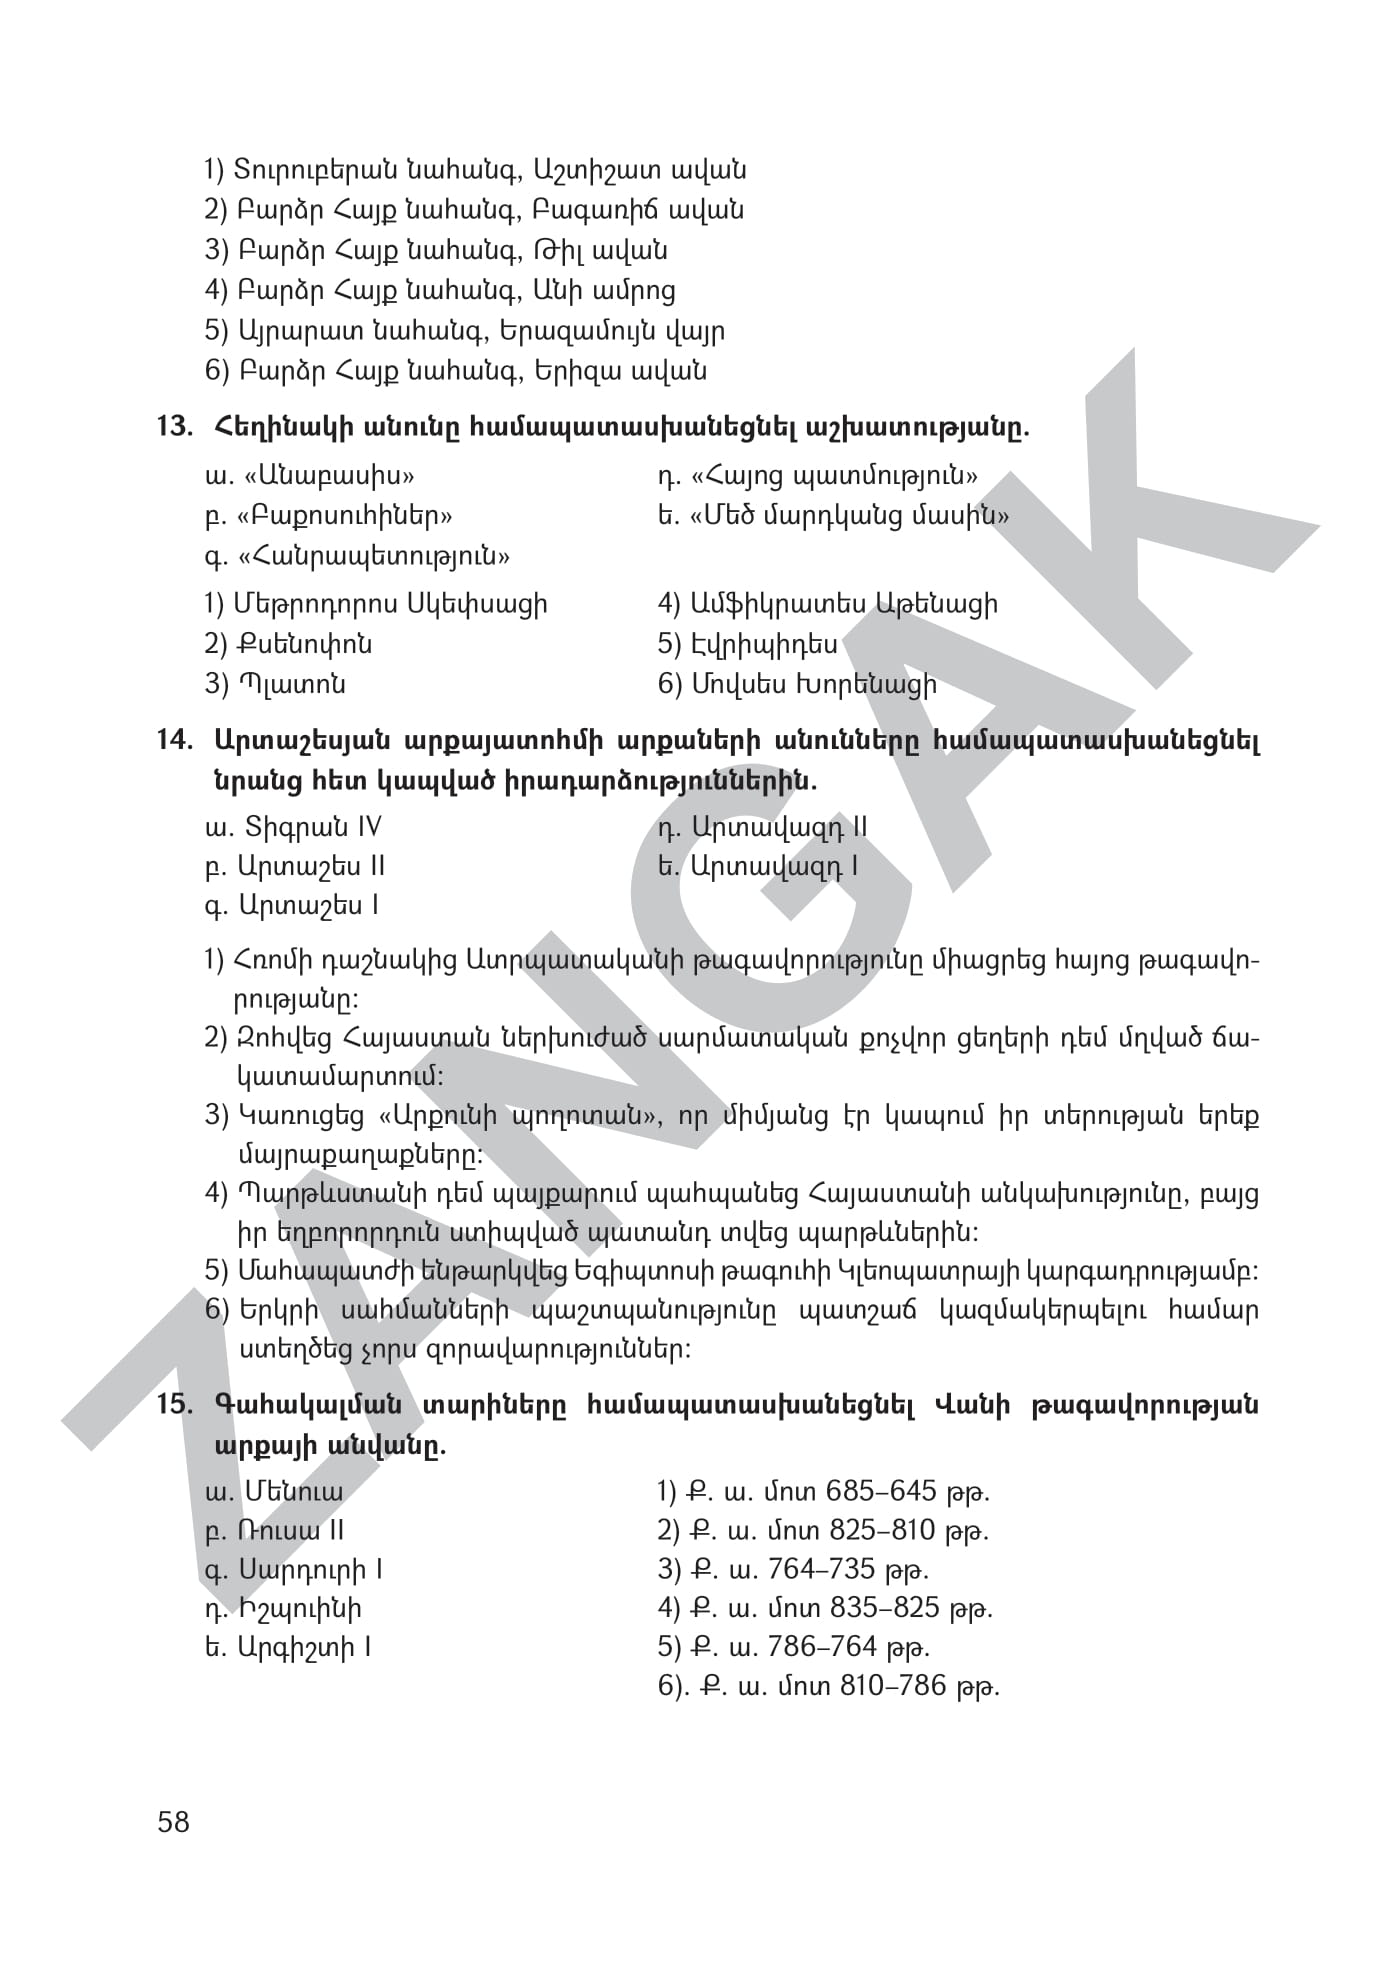 1) Տուրուբերան նահանգ, Աշտիշատ ավան
2) Բարձր Հայք նահանգ, Բագառիճ ավան
3) Բարձր Հայք նահանգ, Թիլ ավան
4) Բարձր Հայք նահանգ, Անի ամրոց
5) Այրարատ նահանգ, Երազամույն վայր
6) Բարձր Հայք նահանգ, Երիզա ավան
13. Հեղինակի անունը համապատասխանեցնել աշխատությանը.
ա. «Անաբասիս»
դ. «Հայոց պատմություն»
բ. «Բաքոսուհիներ»
ե. «Մեծ մարդկանց մասին»
գ. «Հանրապետություն»
1) Մեթրոդորոս Սկեփսացի
4) Ամֆիկրատես Աթենացի
2) Քսենոփոն
5) Էվրիպիդես
3) Պլատոն
6) Մովսես Խորենացի
14. Արտաշեսյան արքայատոհմի արքաների անունները համապատասխանեցնել
նրանց հետ կապված իրադարձություններին.
ա. Տիգրան IV
դ. Արտավազդ II
բ. Արտաշես II
ե. Արտավազդ I
գ. Արտաշես I
1) Հռոմի դաշնակից Ատրպատականի թագավորությունը միացրեց հայոց թագավո-
րությանը:
2) Զոհվեց Հայաստան ներխուժած սարմատական քոչվոր ցեղերի դեմ մղված ճա-
կատամարտում:
3) Կառուցեց «Արքունի պողոտան», որ միմյանց էր կապում իր տերության երեք
մայրաքաղաքները:
4) Պարթևստանի դեմ պայքարում պահպանեց Հայաստանի անկախությունը, բայց
իր եղբորորդուն ստիպված պատանդ տվեց պարթևներին:
5) Մահապատժի ենթարկվեց Եգիպտոսի թագուհի Կլեոպատրայի կարգադրությամբ:
6) Երկրի սահմանների պաշտպանությունը պատշաճ կազմակերպելու համար
ստեղծեց չորս զորավարություններ:
15. Գահակալման տարիները համապատասխանեցնել Վանի թագավորության
արքայի անվանը.
ա. Մենուա
1) Ք. ա. մոտ 685–645 թթ.
բ. Ռուսա II
2) Ք. ա. մոտ 825–810 թթ.
գ. Սարդուրի I
3) Ք. ա. 764–735 թթ.
դ. Իշպուինի
4) Ք. ա. մոտ 835–825 թթ.
ե. Արգիշտի I
5) Ք. ա. 786–764 թթ.
6). Ք. ա. մոտ 810–786 թթ.
58
ZANGAK